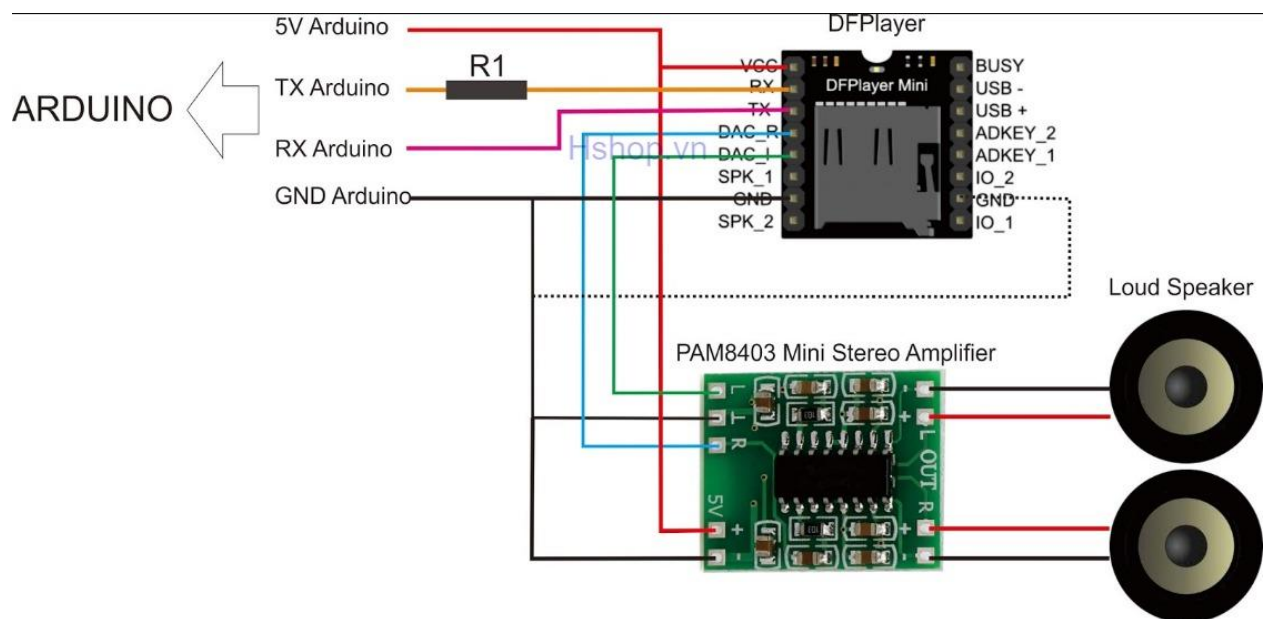 DFPlayer
5V Arduino
TX Arduino
R1
ARDUINO
RX Arduino
GND Arduino
VCC
RX
TX
DAC_R
DAC_L
SPK_1
GND
SPK_2
DFPlayer Mini
BUSY
USB -
USB +
ADKEY_2
ADKEY_1
IO_2
GND
IO_1
Hshop.vn
Loud Speaker
PAM8403 Mini Stereo Amplifier
L
⊥
R
5V
+
-
-
+
L OUT R
+
-